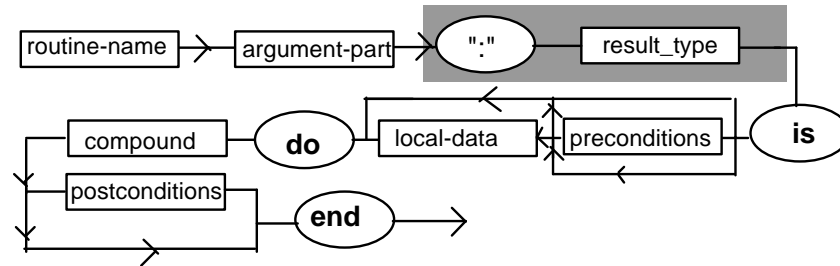 routine-name argument-part ":" result_type
compound do local-data preconditions is
postconditions
end